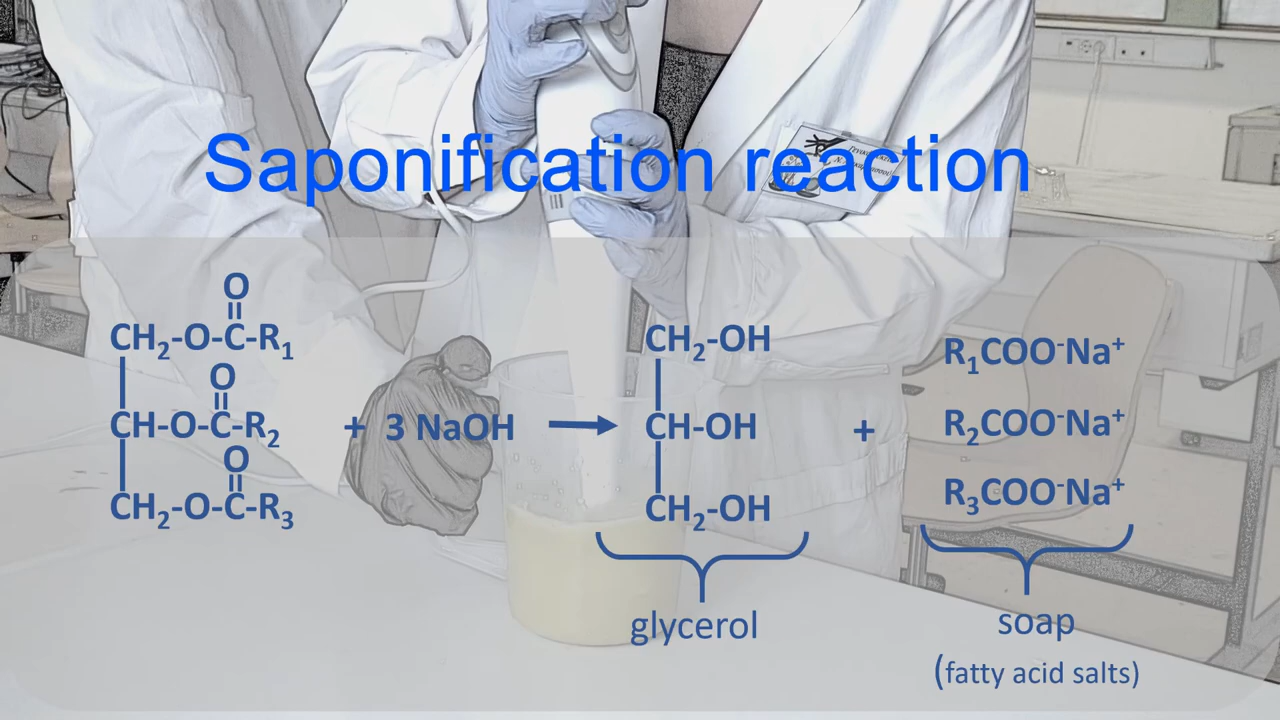 Saponification reaction
O
CH₂-O-C-R₁
O
CH-O-C-R₂
O
CH₂-O-C-R₃
+ 3 NaOH
CH₂-OH
CH-OH
CH₂-OH
+
R₁COO⁻Na⁺
R₂COO⁻Na⁺
R₃COO⁻Na⁺
glycerol
soap
(fatty acid salts)